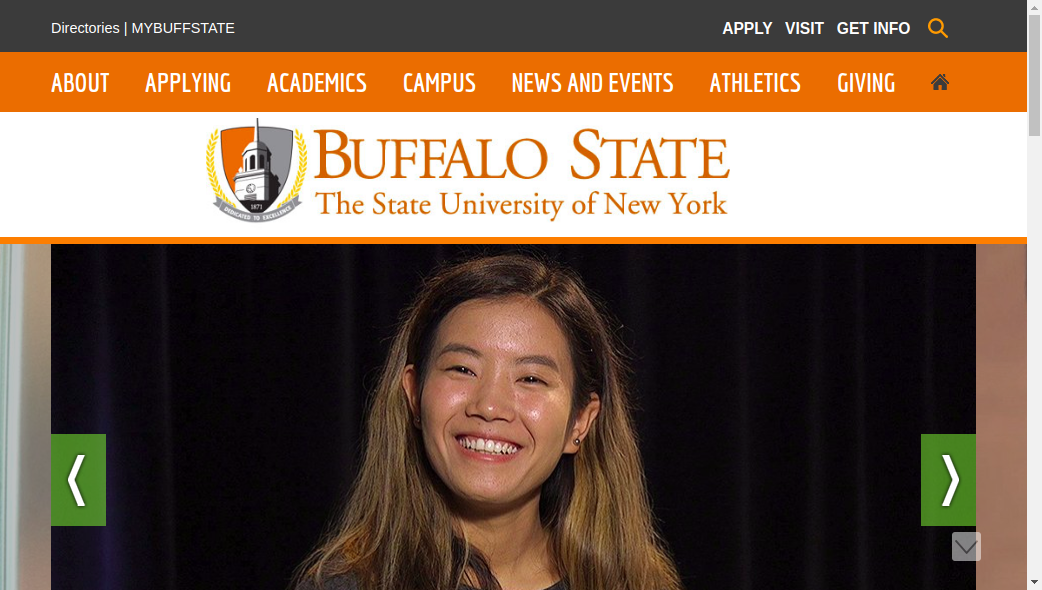 Directories | MYBUFFSTATE
APPLY VISIT GET INFO
ABOUT APPLYING ACADEMICS CAMPUS NEWS AND EVENTS ATHLETICS GIVING
BUFFALO STATE
The State University of New York
1871
DEDICATED TO EXCELLENCE